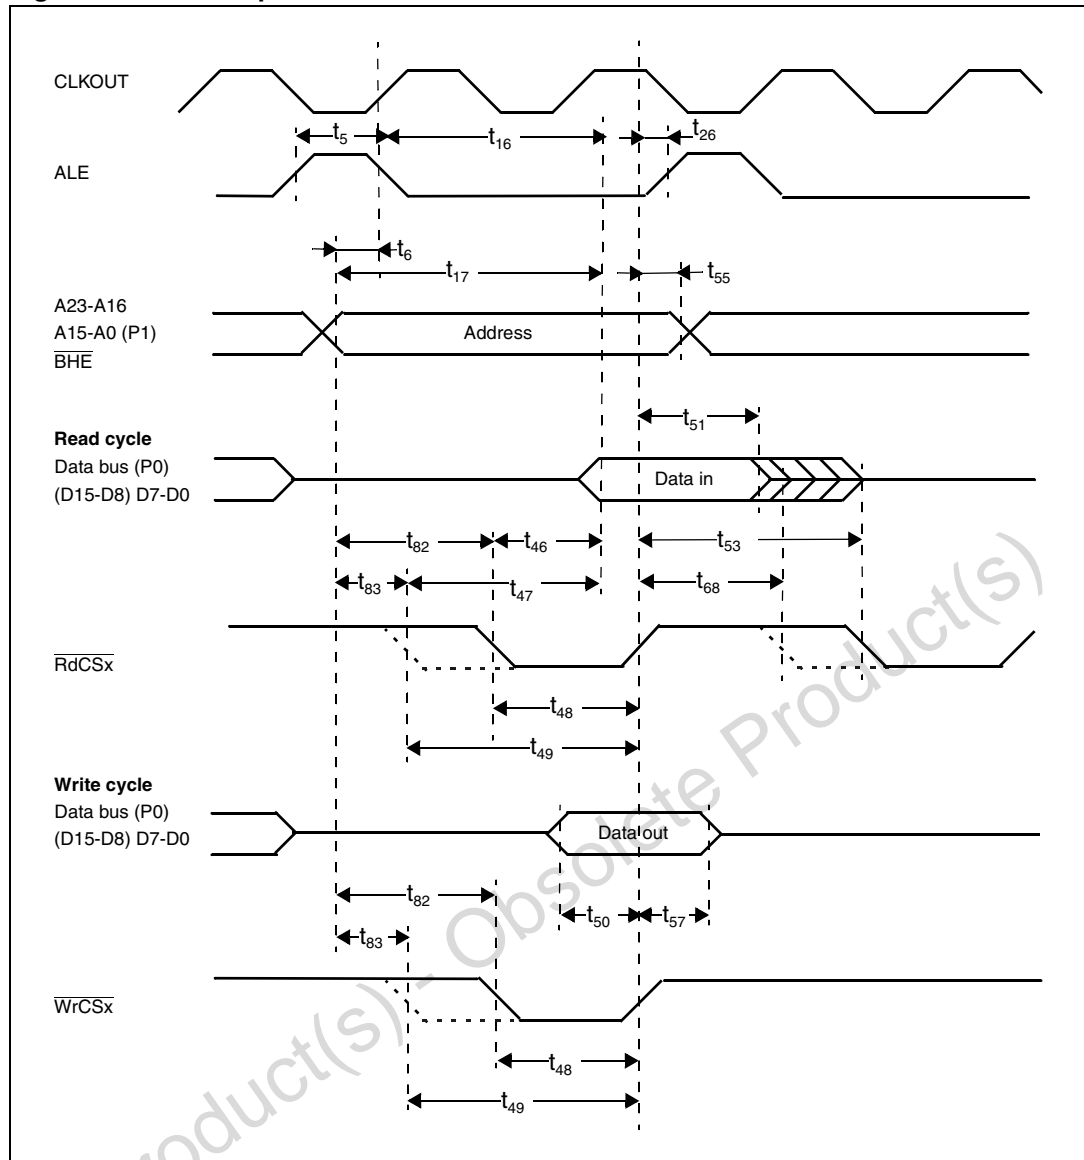 CLKOUT
t5
t16
t26
ALE
t6
t17
t55
A23-A16
A15-A0 (P1)
Address
BHE
t51
Read cycle
Data bus (P0)
Data in
(D15-D8) D7-D0
t82
t46
t53
t83
t47
t68
RdCSx
t48
t49
Write cycle
Data bus (P0)
Data out
(D15-D8) D7-D0
t82
t50
t57
t83
WrCSx
t48
t49
roduct(s) - Obsolete Product(s)